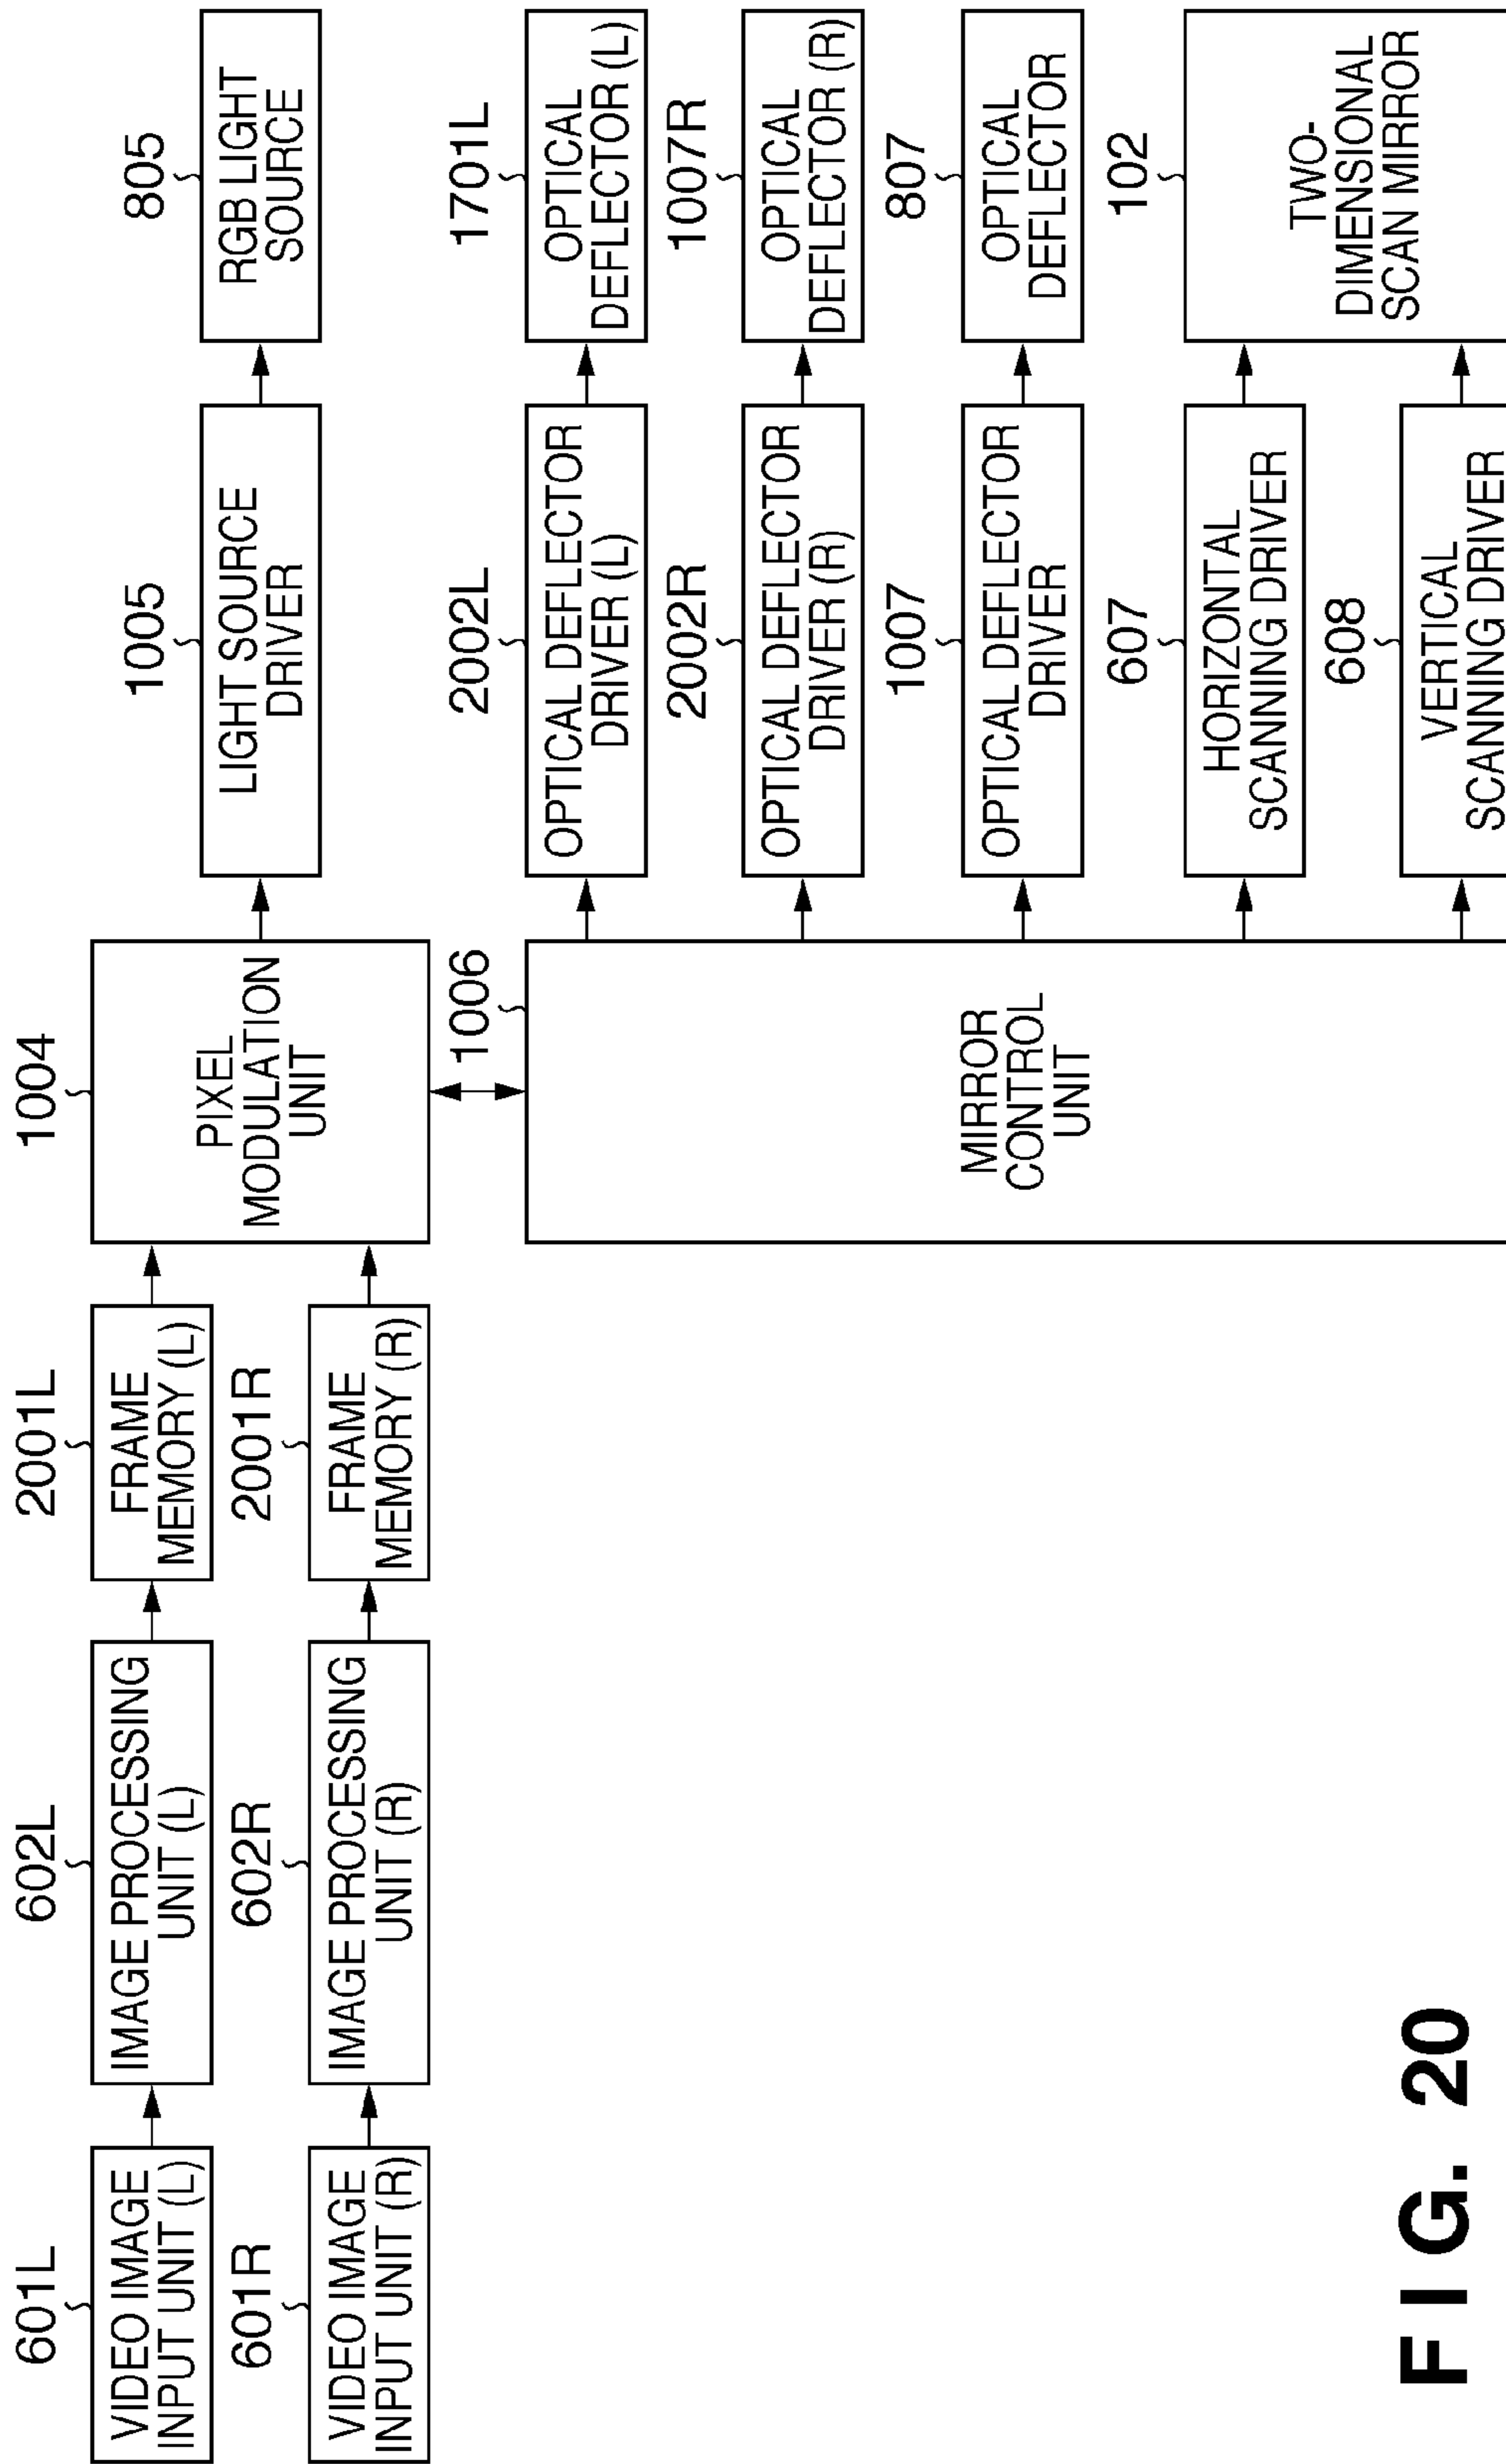 601L
VIDEO IMAGE
INPUT UNIT (L)
602L
IMAGE PROCESSING
UNIT (L)
2001L
FRAME
MEMORY (L)
601R
VIDEO IMAGE
INPUT UNIT (R)
602R
IMAGE PROCESSING
UNIT (R)
2001R
FRAME
MEMORY (R)
1004
PIXEL
MODULATION
UNIT
1005
LIGHT SOURCE
DRIVER
805
RGB LIGHT
SOURCE
1006
MIRROR
CONTROL
UNIT
2002L
OPTICAL DEFLECTOR
DRIVER (L)
1701L
OPTICAL
DEFLECTOR (L)
2002R
OPTICAL DEFLECTOR
DRIVER (R)
1007R
OPTICAL
DEFLECTOR (R)
1007
OPTICAL DEFLECTOR
DRIVER
807
OPTICAL
DEFLECTOR
607
HORIZONTAL
SCANNING DRIVER
102
TWO-
DIMENSIONAL
SCAN MIRROR
608
VERTICAL
SCANNING DRIVER
FIG. 20